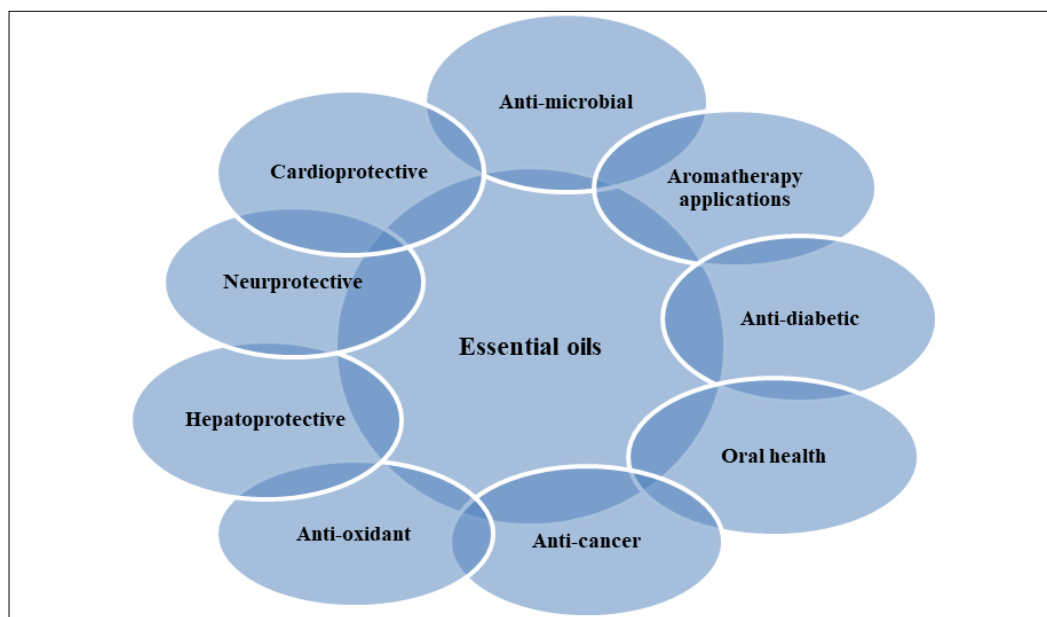 Anti-microbial
Cardioprotective
Aromatherapy
applications
Neurprotective
Anti-diabetic
Essential oils
Hepatoprotective
Oral health
Anti-oxidant
Anti-cancer